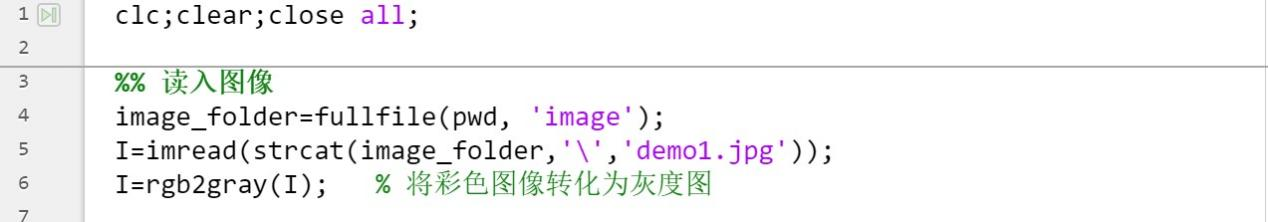 1 clc;clear;close all;
2
3 %% 读入图像
4 image_folder=fullfile(pwd, 'image');
5 I=imread(strcat(image_folder,'\','demo1.jpg'));
6 I=rgb2gray(I);   % 将彩色图像转化为灰度图
7